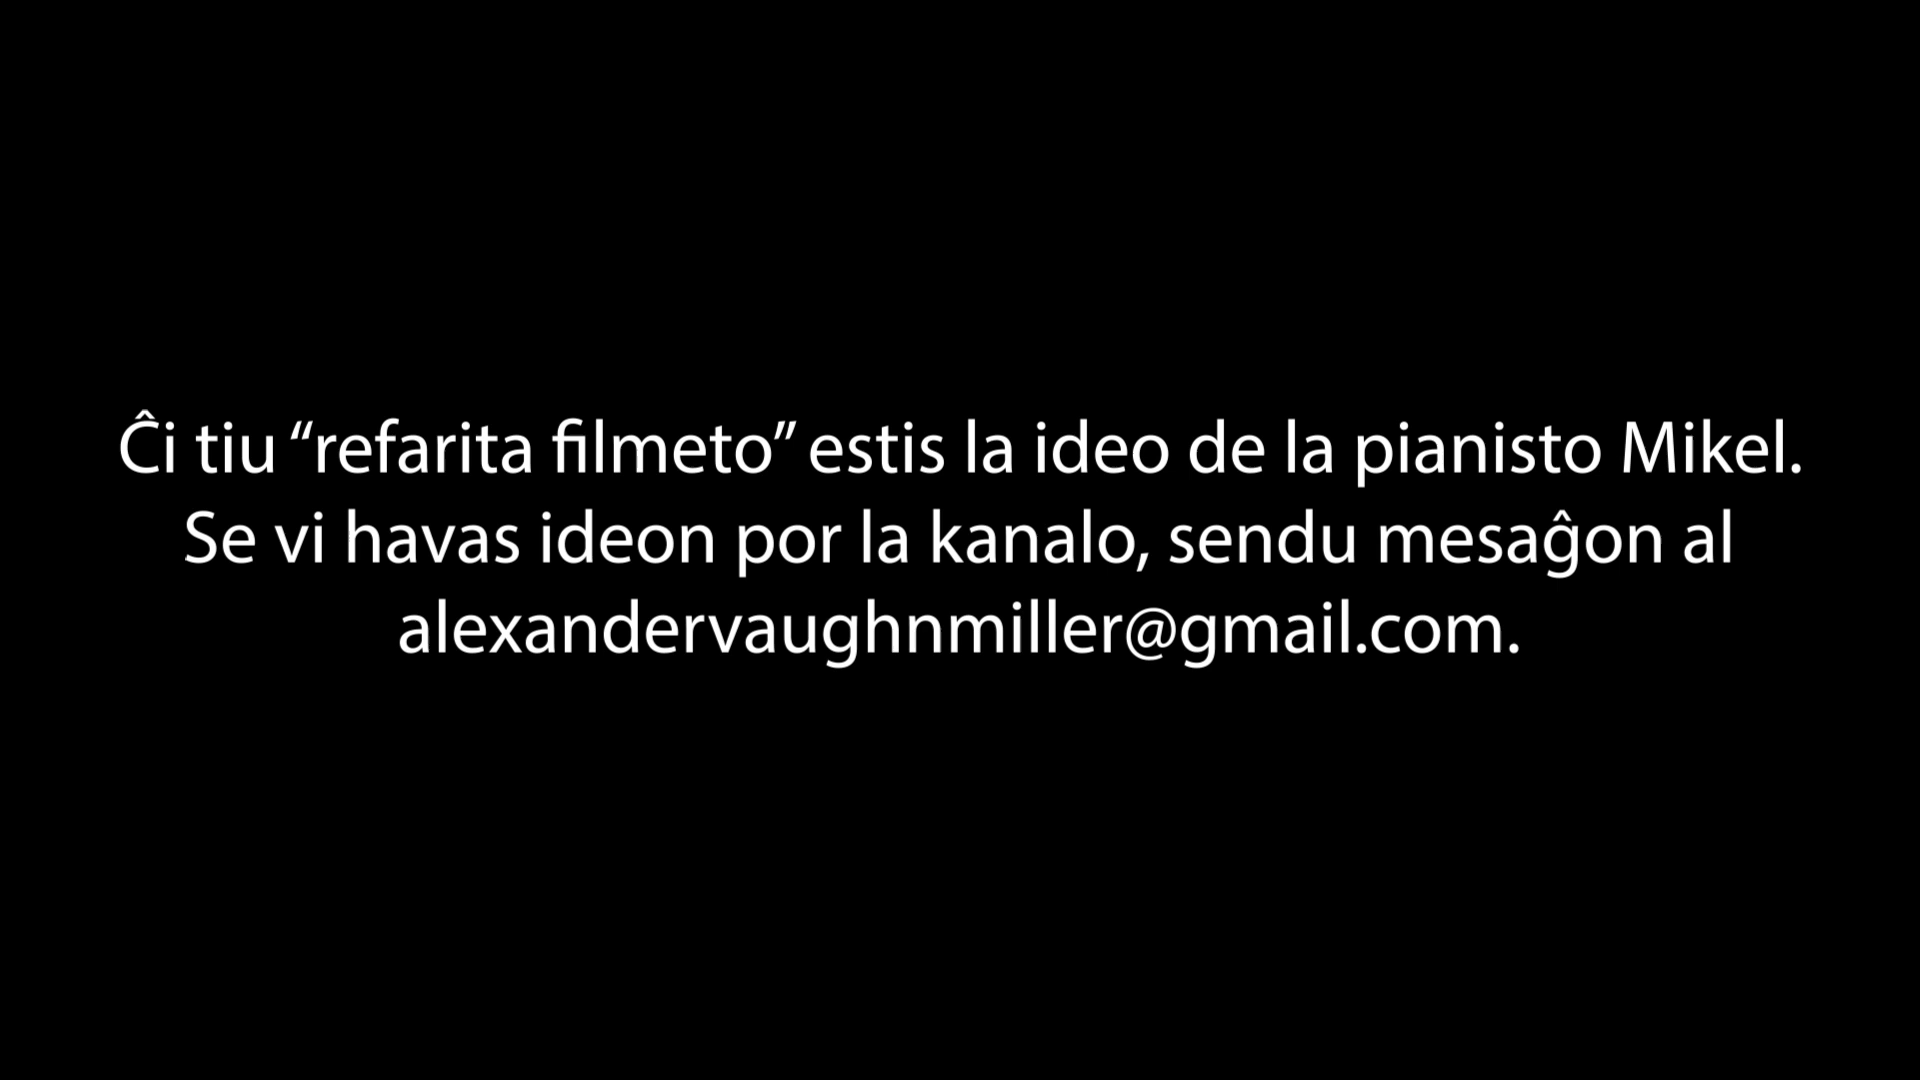 Ĉi tiu “refarita filmeto” estis la ideo de la pianisto Mikel.
Se vi havas ideon por la kanalo, sendu mesaĝon al
alexandervaughnmiller@gmail.com.